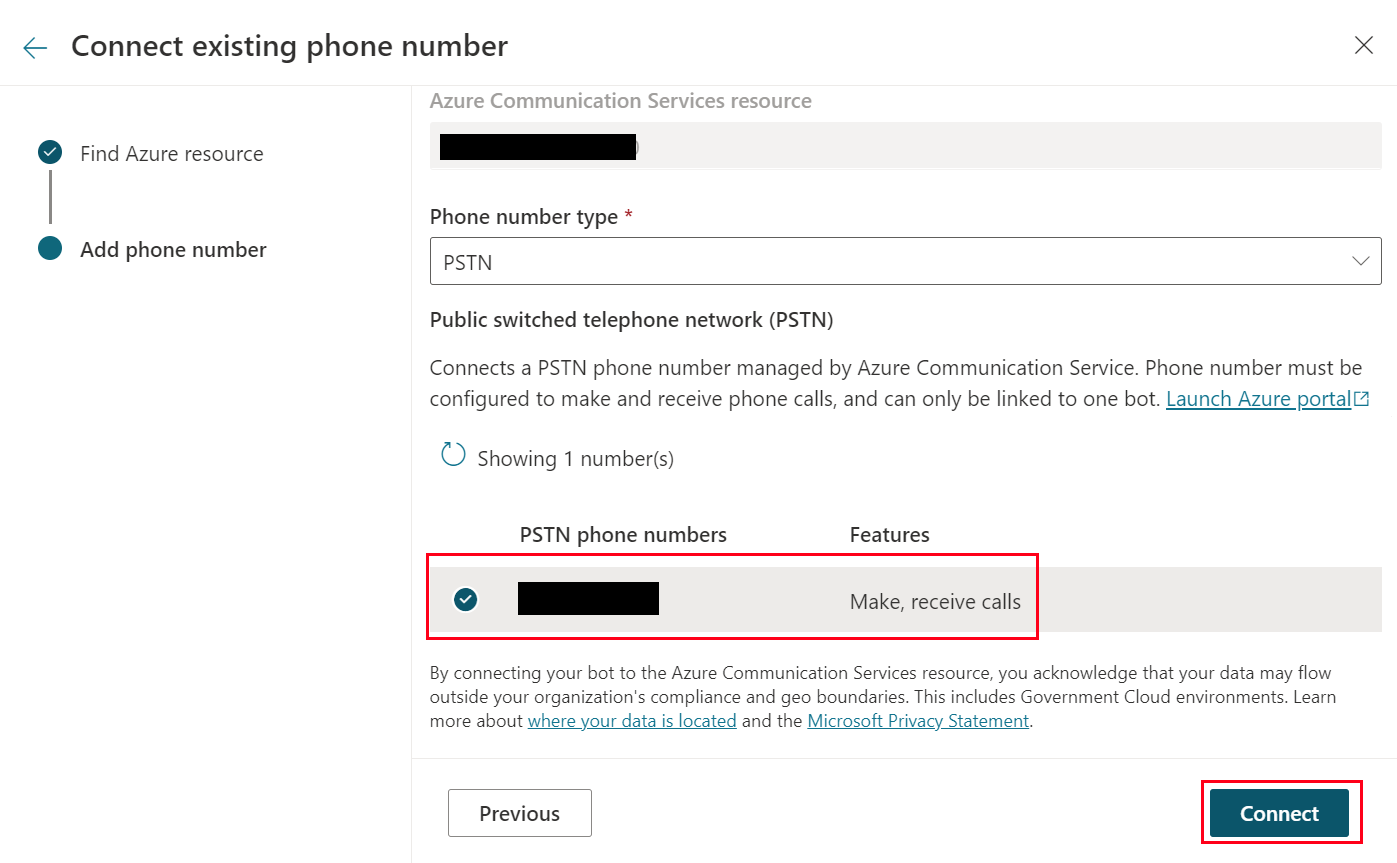 Connect existing phone number
Find Azure resource
Add phone number
Azure Communication Services resource
Phone number type *
PSTN
Public switched telephone network (PSTN)
Connects a PSTN phone number managed by Azure Communication Service. Phone number must be
configured to make and receive phone calls, and can only be linked to one bot. Launch Azure portal
Showing 1 number(s)
PSTN phone numbers Features
Make, receive calls
By connecting your bot to the Azure Communication Services resource, you acknowledge that your data may flow
outside your organization's compliance and geo boundaries. This includes Government Cloud environments. Learn
more about where your data is located and the Microsoft Privacy Statement.
Previous Connect